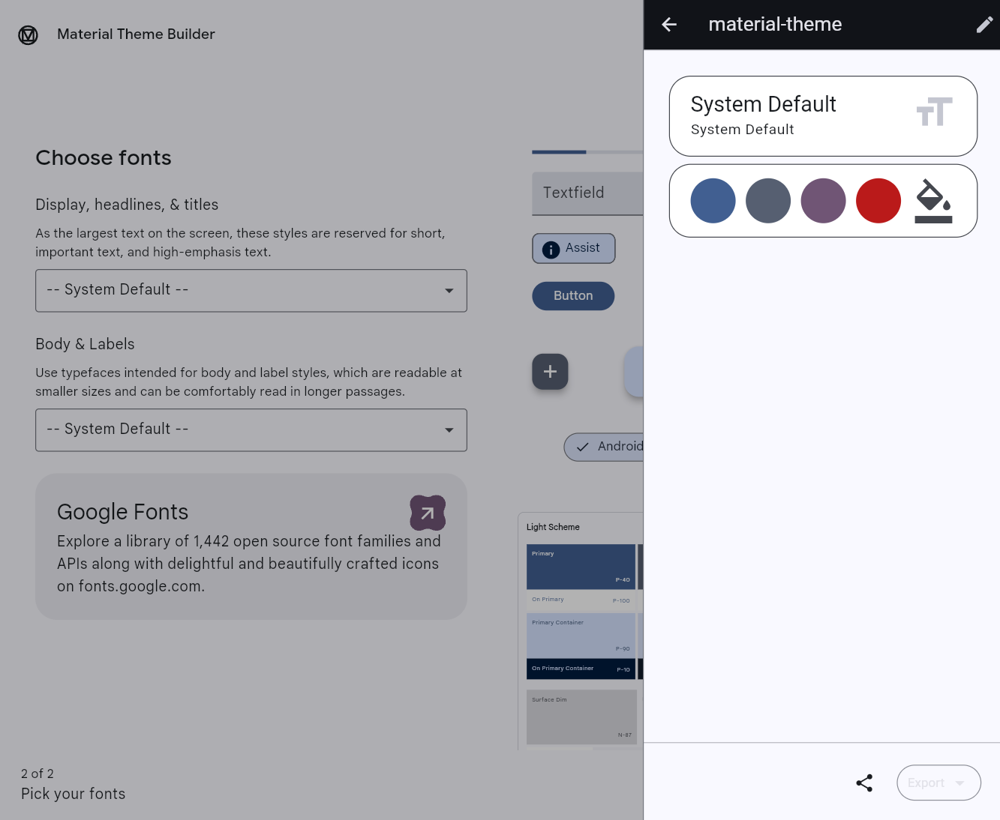 Material Theme Builder
Choose fonts
Display, headlines, & titles
As the largest text on the screen, these styles are reserved for short,
important text, and high-emphasis text.
-- System Default --
Body & Labels
Use typefaces intended for body and label styles, which are readable at
smaller sizes and can be comfortably read in longer passages.
-- System Default --
Google Fonts
Explore a library of 1,442 open source font families and
APIs along with delightful and beautifully crafted icons
on fonts.google.com.
2 of 2
Pick your fonts
Textfield
Assist
Button
Android
Light Scheme
Primary
P-40
On Primary P-100
Primary Container
P-90
On Primary Container P-10
Surface Dim
N-87
material-theme
System Default
System Default
Export